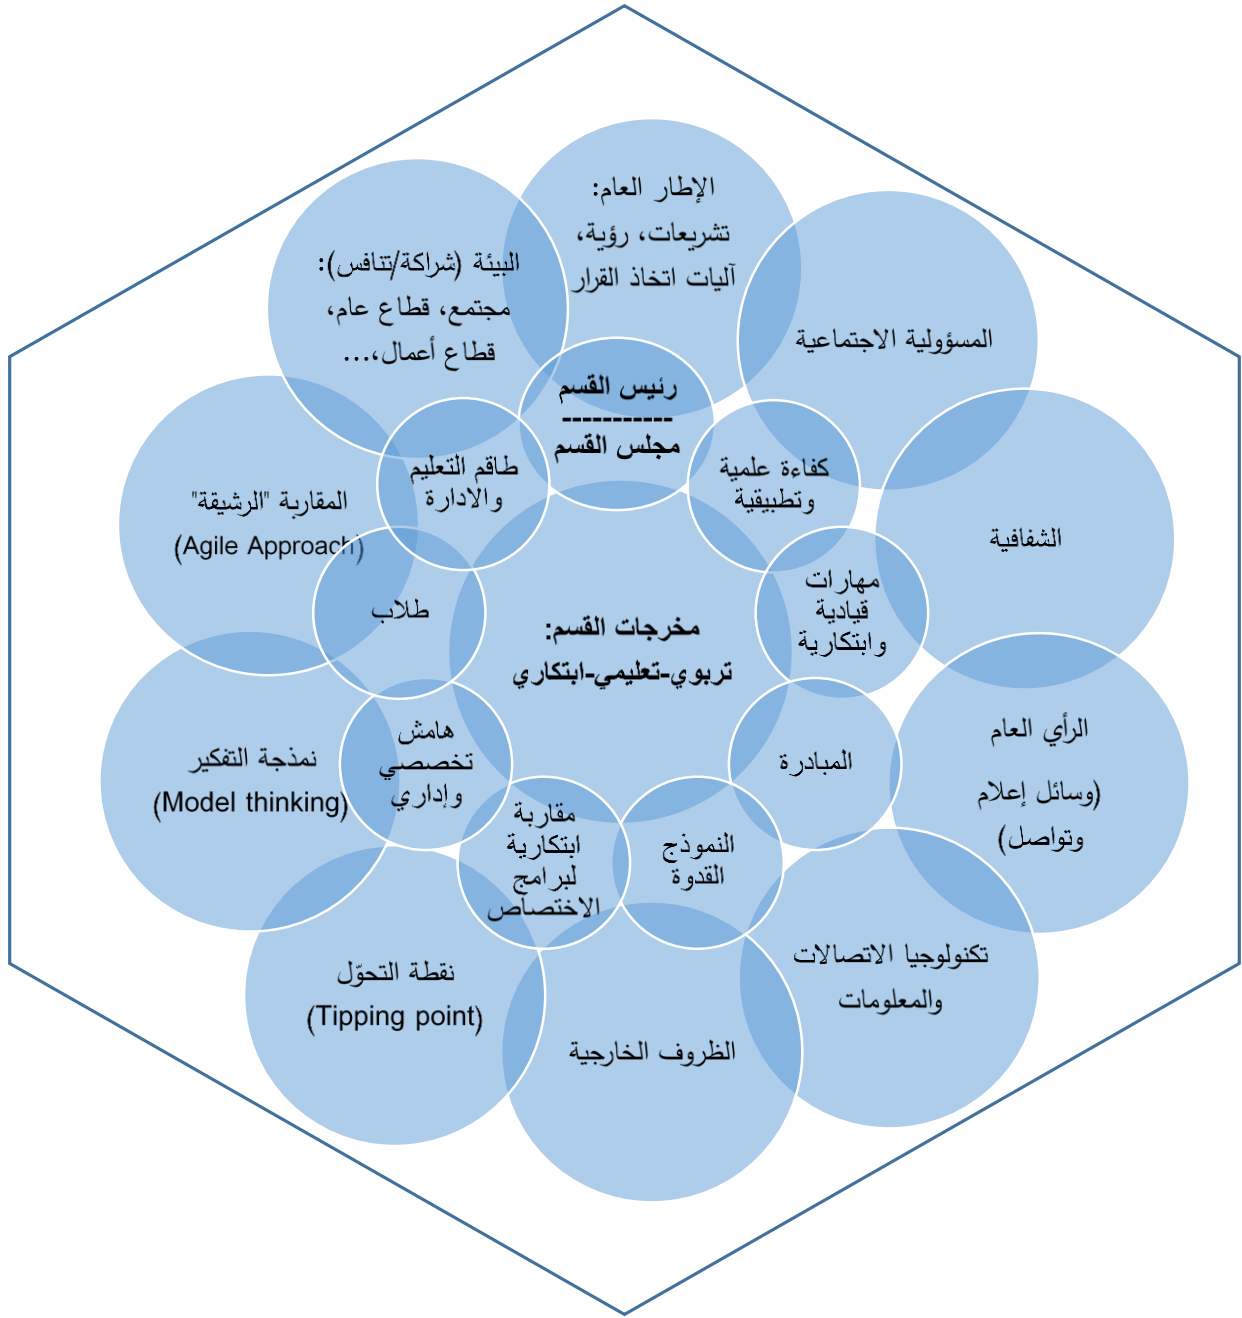 الإطار العام:
تشريعات، رؤية،
آليات اتخاذ القرار
المسؤولية الاجتماعية
الشفافية
الرأي العام
(وسائل إعلام
وتواصل)
تكنولوجيا الاتصالات
والمعلومات
الظروف الخارجية
نقطة التحوّل
(Tipping point)
نمذجة التفكير
(Model thinking)
المقاربة "الرشيقة"
(Agile Approach)
البيئة (شراكة/تنافس):
مجتمع، قطاع عام،
قطاع أعمال،...
رئيس القسم
-----------
مجلس القسم
كفاءة علمية
وتطبيقية
مهارات
قيادية
وابتكارية
المبادرة
النموذج
القدوة
مقاربة
ابتكارية
لبرامج
الاختصاص
هامش
تخصصي
وإداري
طلاب
طاقم التعليم
والادارة
مخرجات القسم:
تربوي-تعليمي-ابتكاري